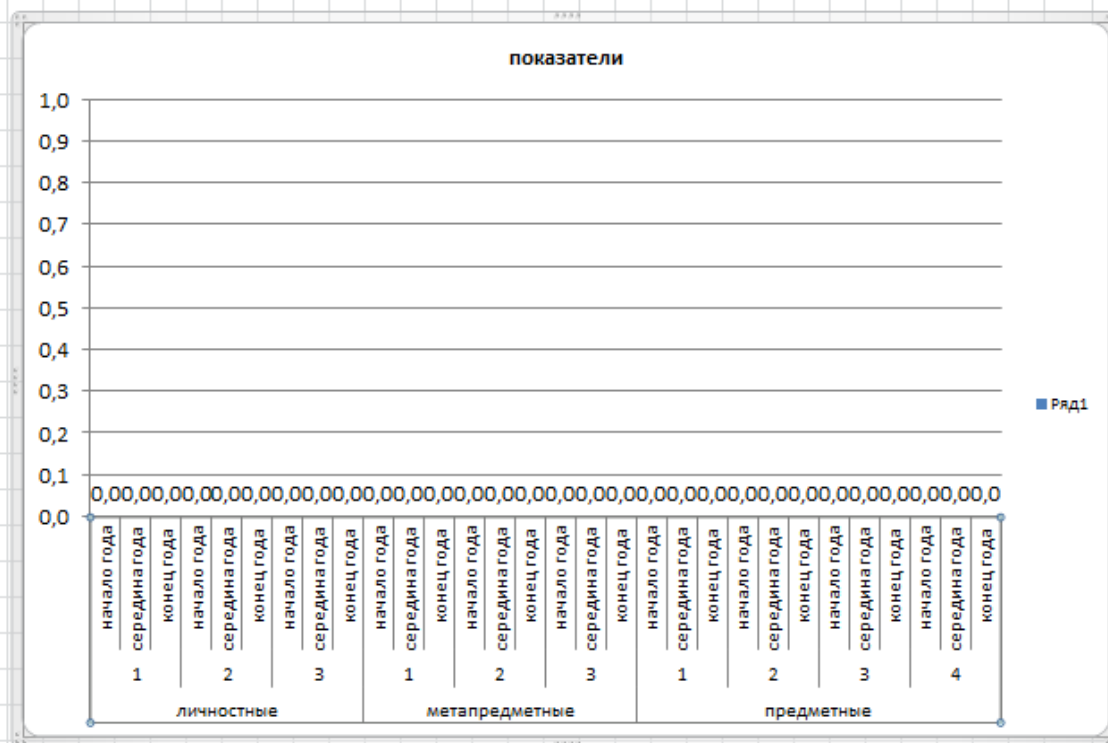 показатели
1,0
0,9
0,8
0,7
0,6
0,5
0,4
0,3
0,2
0,1
0,0
0,00,00,00,00,00,00,00,00,00,00,00,00,00,00,00,00,00,00,00,00,00,00,00,00,00,00,00,00,00,0
Ряд1
начало года середина года конец года начало года середина года конец года начало года середина года конец года начало года середина года конец года начало года середина года конец года начало года середина года конец года начало года середина года конец года начало года середина года конец года начало года середина года конец года начало года середина года конец года
1 2 3 1 2 3 1 2 3 4
личностные метапредметные предметные